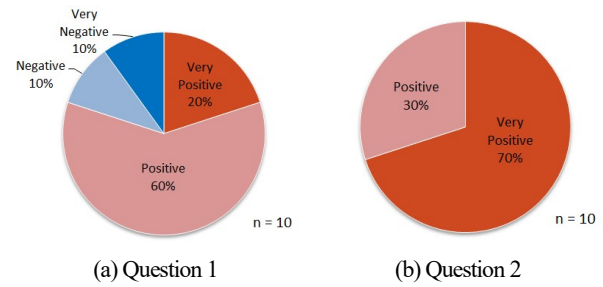 Very
Negative
10%
Negative
10%
Very
Positive
20%
Positive
60%
n = 10
(a) Question 1
Positive
30%
Very
Positive
70%
n = 10
(b) Question 2